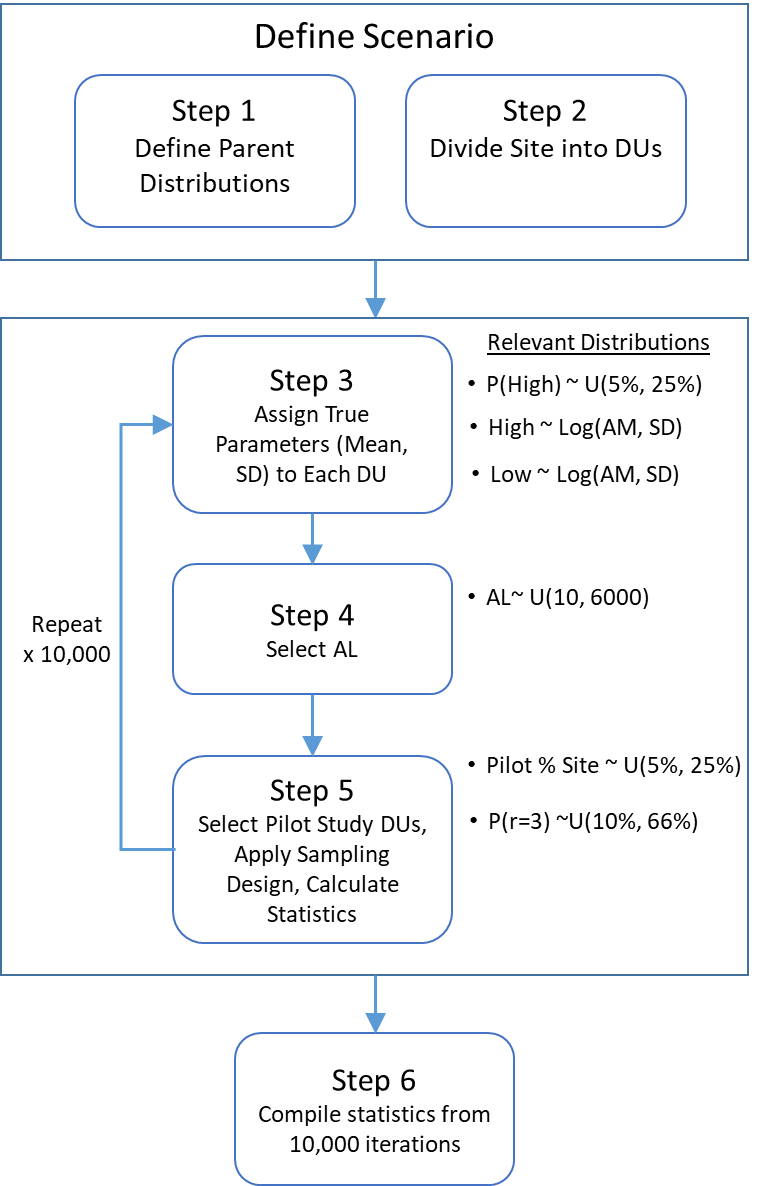 Define Scenario
Step 1
Define Parent
Distributions
Step 2
Divide Site into DUs
Step 3
Assign True
Parameters (Mean,
SD) to Each DU
Relevant Distributions
• P(High) ~ U(5%, 25%)
• High ~ Log(AM, SD)
• Low ~ Log(AM, SD)
Repeat
x 10,000
Step 4
Select AL
• AL~ U(10, 6000)
Step 5
Select Pilot Study DUs,
Apply Sampling
Design, Calculate
Statistics
• Pilot % Site ~ U(5%, 25%)
• P(r=3) ~U(10%, 66%)
Step 6
Compile statistics from
10,000 iterations